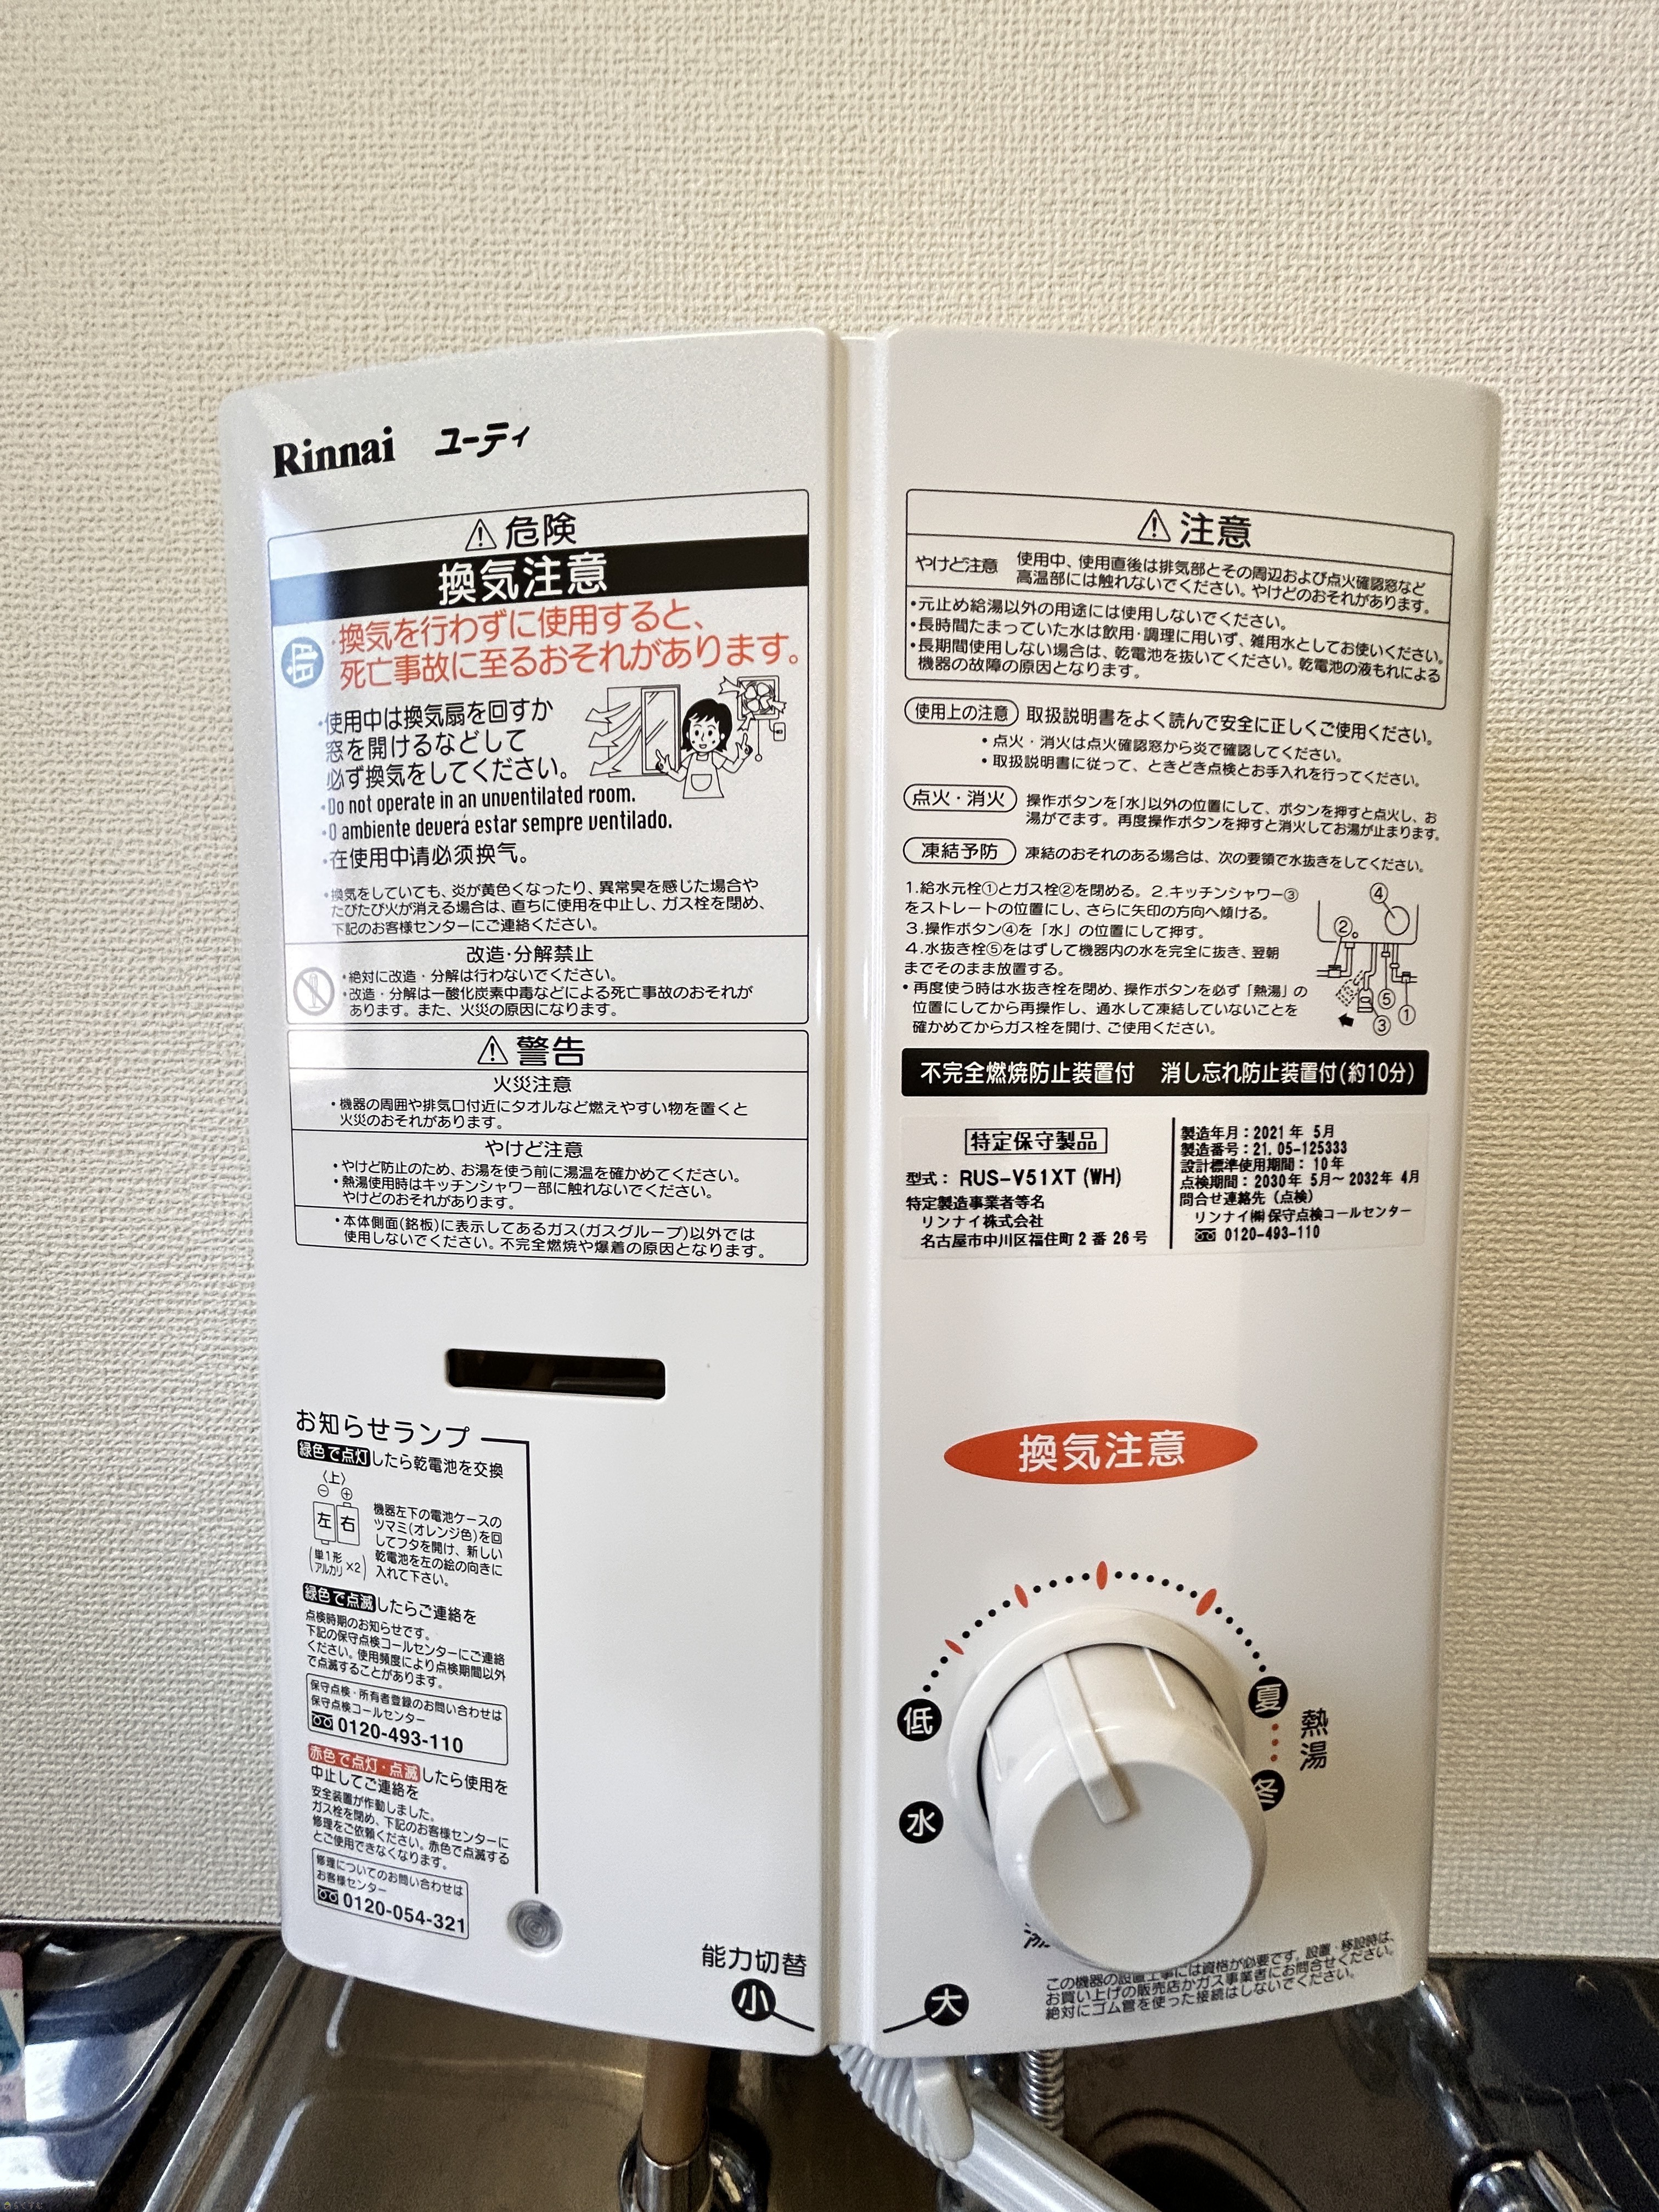 Rinnai ユーティ
⚠危険
換気注意
・換気を行わずに使用すると、
死亡事故に至るおそれがあります。
・使用中は換気扇を回すか
窓を開けるなどして
必ず換気をしてください。
・Do not operate in an unventilated room.
・O ambiente deverá estar sempre ventilado.
・在使用中请必须换气。
・換気をしていても、炎が黄色くなったり、異常臭を感じた場合や
たびたび火が消える場合は、直ちに使用を中止し、ガス栓を閉め、
下記のお客様センターにご連絡ください。
改造・分解禁止
・絶対に改造・分解は行わないでください。
・改造・分解は一酸化炭素中毒などによる死亡事故のおそれが
あります。また、火災の原因になります。
⚠警告
火災注意
・機器の周囲や排気口付近にタオルなど燃えやすい物を置くと
火災のおそれがあります。
やけど注意
・やけど防止のため、お湯を使う前に湯温を確かめてください。
・熱湯使用時はキッチンシャワー部に触れないでください。
やけどのおそれがあります。
・本体側面(銘板)に表示してあるガス(ガスグループ)以外では
使用しないでください。不完全燃焼や爆着の原因となります。
お知らせランプ
緑色で点灯したら乾電池を交換
〈上〉
⊖ ⊕
左 右
(単1形
アルカリ×2)
機器左下の電池ケースの
ツマミ(オレンジ色)を回
してフタを開け、新しい
乾電池を左の絵の向きに
入れて下さい。
緑色で点滅したらご連絡を
点検時期のお知らせです。
下記の保守点検コールセンターにご連絡
ください。使用頻度により点検期間以外
で点滅することがあります。
保守点検・所有者登録のお問い合わせは
保守点検コールセンター
0120-493-110
赤色で点灯・点滅したら使用を
中止してご連絡を
安全装置が作動しました。
ガス栓を閉め、下記のお客様センターに
修理をご依頼ください。赤色で点滅する
とご使用できなくなります。
修理についてのお問い合わせは
お客様センター
0120-054-321
能力切替
小
⚠注意
やけど注意 使用中、使用直後は排気部とその周辺および点火確認窓など
高温部には触れないでください。やけどのおそれがあります。
・元止め給湯以外の用途には使用しないでください。
・長時間たまっていた水は飲用・調理に用いず、雑用水としてお使いください。
・長期間使用しない場合は、乾電池を抜いてください。乾電池の液もれによる
機器の故障の原因となります。
使用上の注意 取扱説明書をよく読んで安全に正しくご使用ください。
・点火・消火は点火確認窓から炎で確認してください。
・取扱説明書に従って、ときどき点検とお手入れを行ってください。
点火・消火 操作ボタンを「水」以外の位置にして、ボタンを押すと点火し、お
湯がでます。再度操作ボタンを押すと消火してお湯が止まります。
凍結予防 凍結のおそれのある場合は、次の要領で水抜きをしてください。
1.給水元栓①とガス栓②を閉める。2.キッチンシャワー③
をストレートの位置にし、さらに矢印の方向へ傾ける。
3.操作ボタン④を「水」の位置にして押す。
4.水抜き栓⑤をはずして機器内の水を完全に抜き、翌朝
までそのまま放置する。
・再度使う時は水抜き栓を閉め、操作ボタンを必ず「熱湯」の
位置にしてから再操作し、通水して凍結していないことを
確かめてからガス栓を開け、ご使用ください。
④
②
⑤
①
③
不完全燃焼防止装置付 消し忘れ防止装置付(約10分)
特定保守製品
型式：RUS-V51XT (WH)
特定製造事業者等名
リンナイ株式会社
名古屋市中川区福住町2番26号
製造年月：2021年 5月
製造番号：21.05-125333
設計標準使用期間：10年
点検期間：2030年 5月～2032年 4月
問合せ連絡先（点検）
リンナイ㈱保守点検コールセンター
0120-493-110
換気注意
低
水
夏
冬
熱湯
大
この機器の設置工事には資格が必要です。設置・移設時は、
お買い上げの販売店かガス事業者にお問合せください。
絶対にゴム管を使った接続はしないでください。